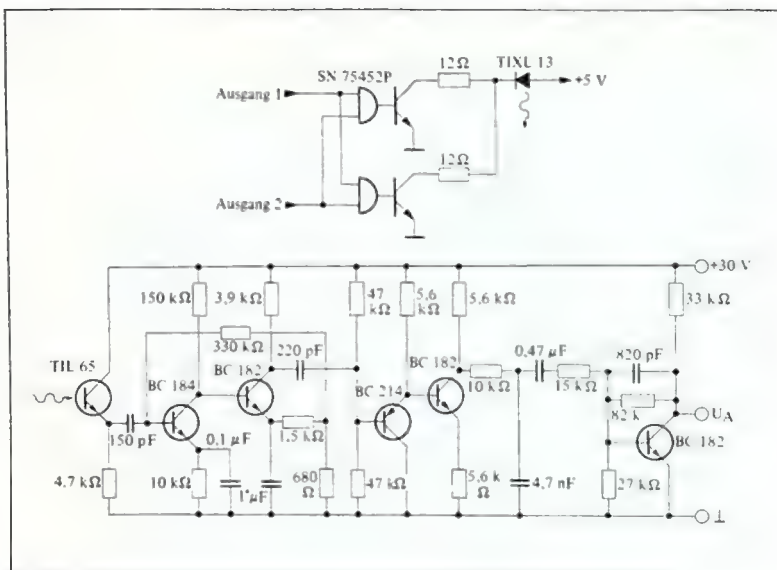 TIXL 13
12Ω
SN 75452P
Ausgang 1
+5 V
12Ω
Ausgang 2
+30 V
150 kΩ
3,9 kΩ
47 kΩ
5,6 kΩ
5,6 kΩ
33 kΩ
330 kΩ
220 pF
0,47 µF
820 pF
TIL 65
BC 184
BC 182
BC 214
BC 182
10 kΩ
15 kΩ
82 k
U_A
150 pF
0,1 µF
1,5 kΩ
BC 182
4,7 kΩ
10 kΩ
1 µF
680 Ω
47 kΩ
5,6 k Ω
4,7 nF
27 kΩ
⊥